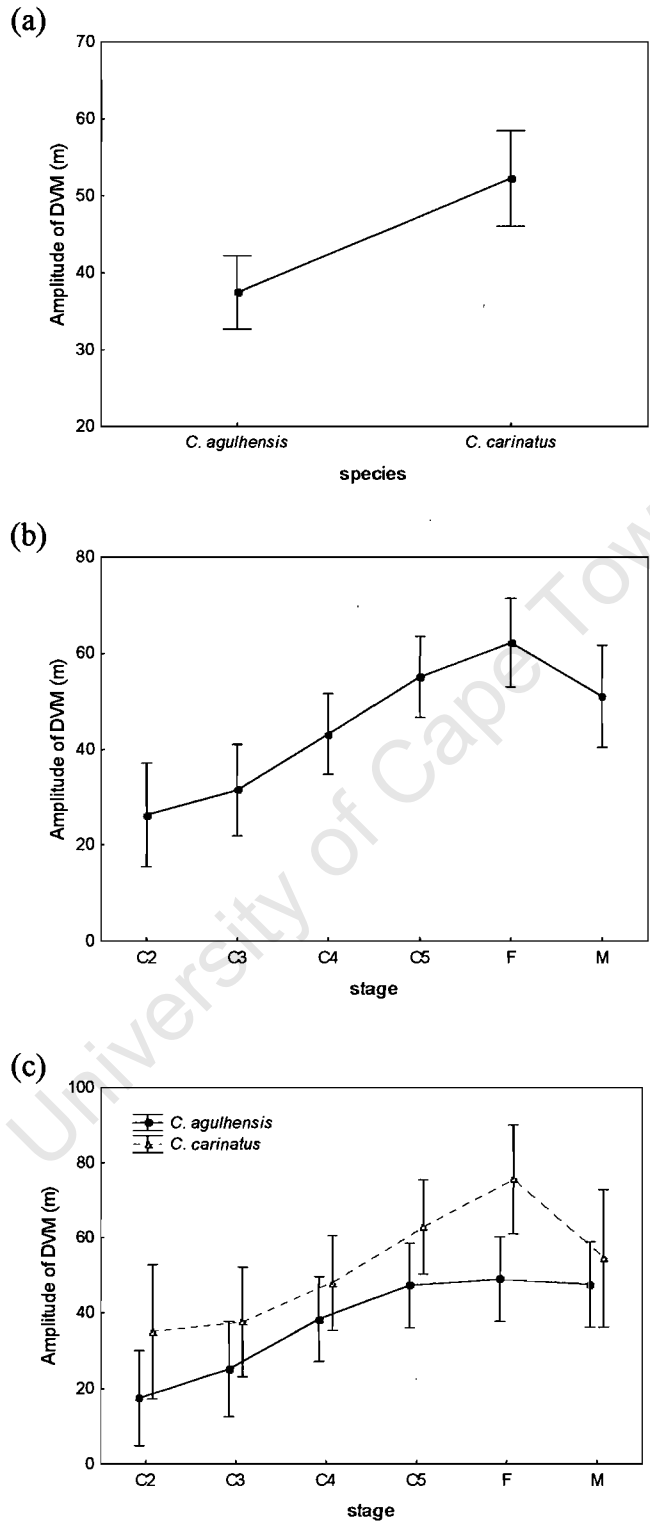 (a)
70
60
50
40
30
20
Amplitude of DVM (m)
C. agulhensis
C. carinatus
species
(b)
80
60
40
20
0
Amplitude of DVM (m)
C2
C3
C4
C5
F
M
stage
(c)
100
80
60
40
20
0
Amplitude of DVM (m)
C. agulhensis
C. carinatus
C2
C3
C4
C5
F
M
stage
University of Cape Tow